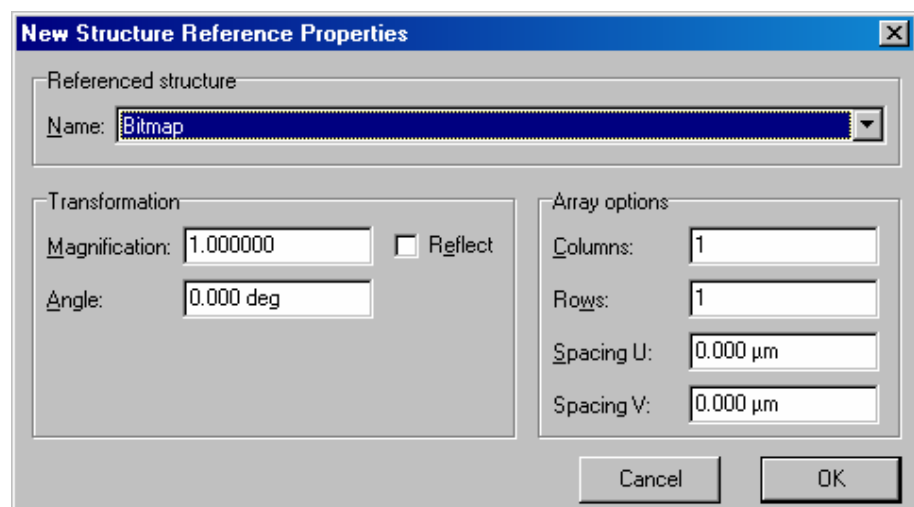 New Structure Reference Properties
Referenced structure
Name: Bitmap
Transformation
Magnification: 1.000000 Reflect
Angle: 0.000 deg
Array options
Columns: 1
Rows: 1
Spacing U: 0.000 µm
Spacing V: 0.000 µm
Cancel OK